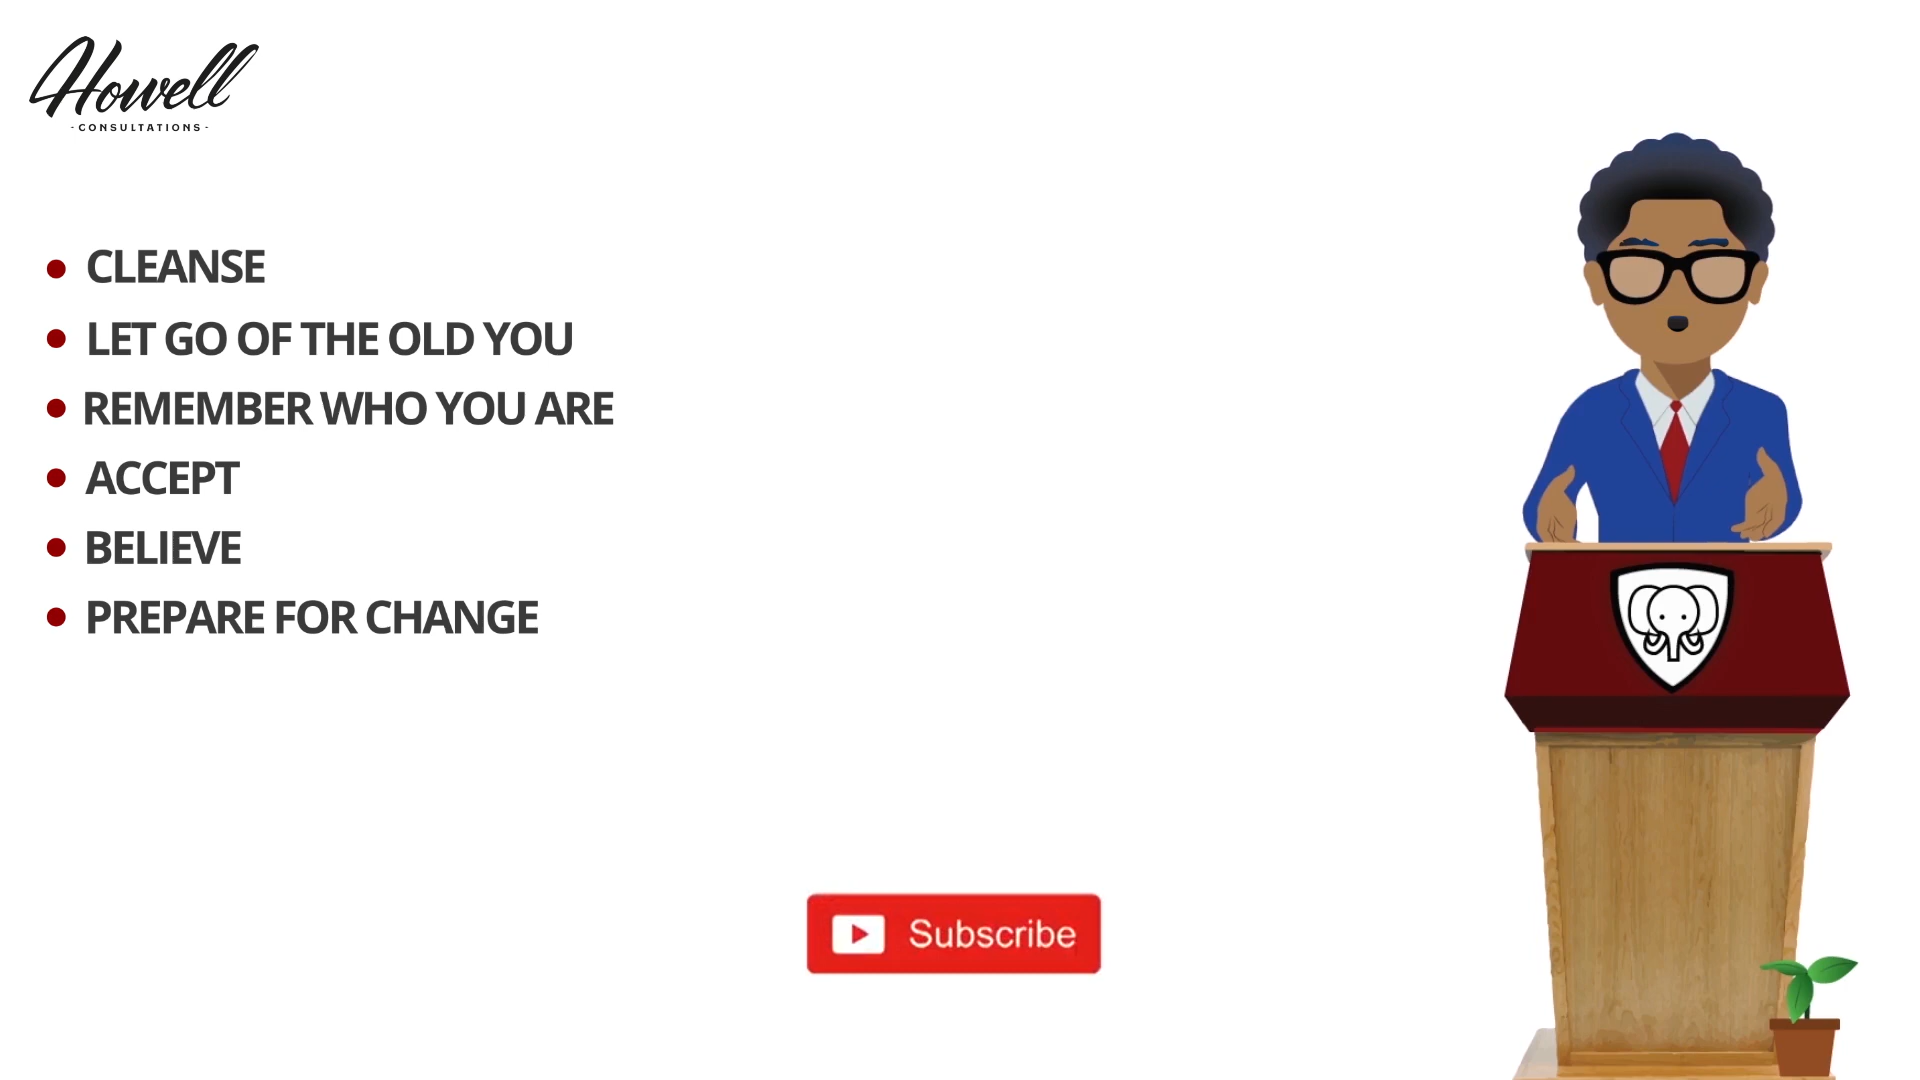 Howell
-CONSULTATIONS-
• CLEANSE
• LET GO OF THE OLD YOU
• REMEMBER WHO YOU ARE
• ACCEPT
• BELIEVE
• PREPARE FOR CHANGE
Subscribe